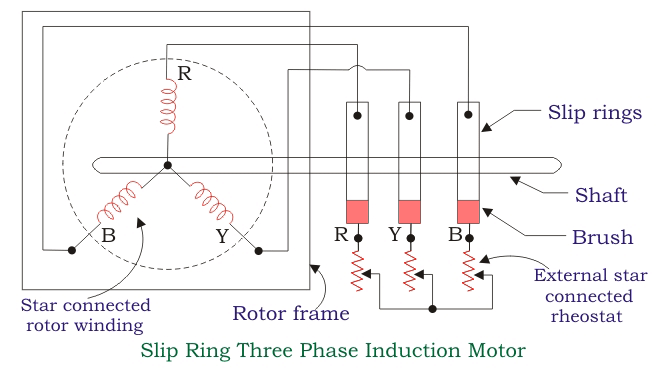 R
Slip rings
Shaft
B
Y
R
Y
B
Brush
External star
connected
rheostat
Star connected
rotor winding
Rotor frame
Slip Ring Three Phase Induction Motor